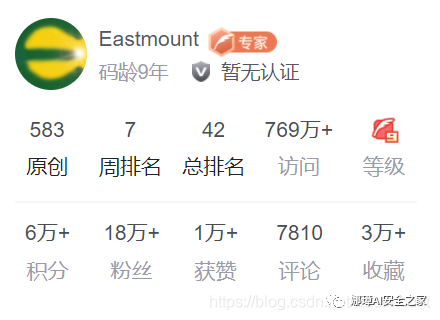 Eastmount 专家
码龄9年 暂无认证
583 7 42 769万+
原创 周排名 总排名 访问 等级
6万+ 18万+ 1万+ 7810 3万+
积分 粉丝 获赞 评论 收藏
https://blog.csdn
娜璋AI安全之家